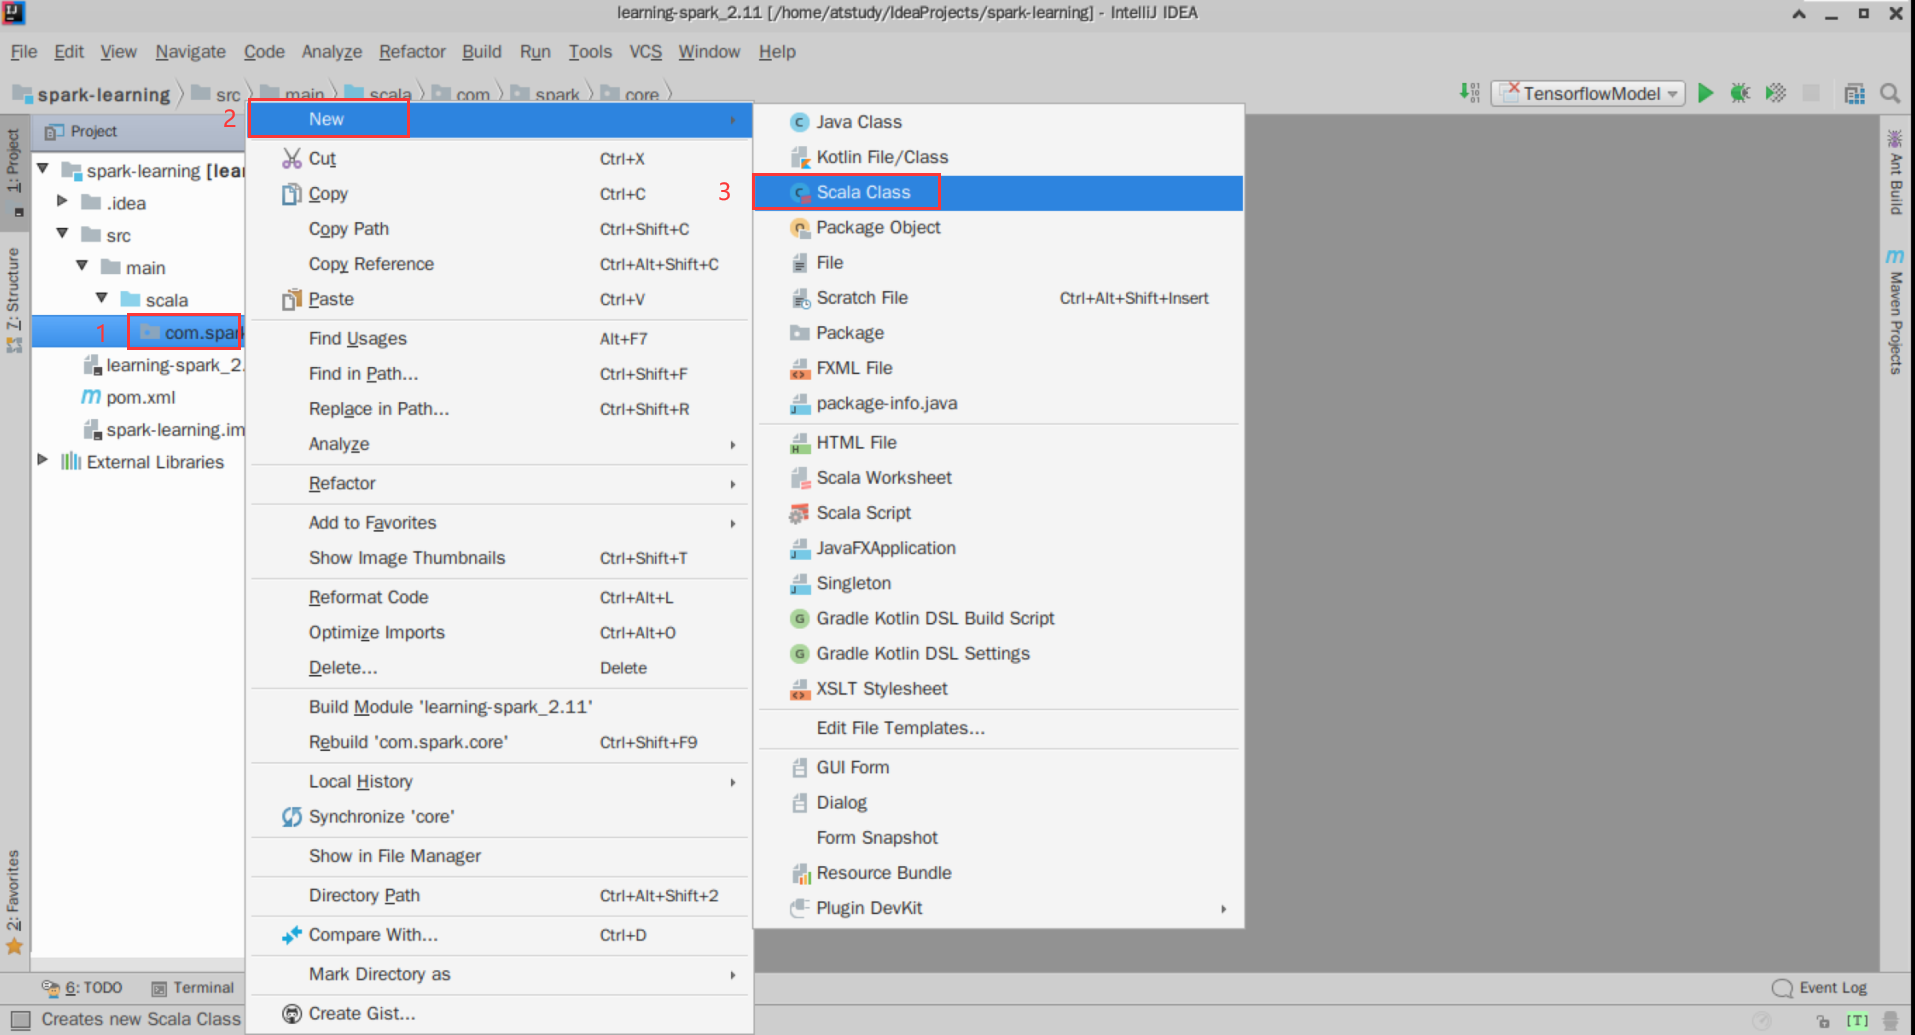 learning-spark_2.11 [/home/atstudy/IdeaProjects/spark-learning] - IntelliJ IDEA
File Edit View Navigate Code Analyze Refactor Build Run Tools VCS Window Help
spark-learning src main scala com spark core
TensorflowModel
1: Project
7: Structure
2: Favorites
Project
spark-learning [lear
.idea
src
main
scala
1 com.spar
learning-spark_2.
pom.xml
spark-learning.im
External Libraries
2 New
Cut Ctrl+X
Copy Ctrl+C
Copy Path Ctrl+Shift+C
Copy Reference Ctrl+Alt+Shift+C
Paste Ctrl+V
Find Usages Alt+F7
Find in Path... Ctrl+Shift+F
Replace in Path... Ctrl+Shift+R
Analyze
Refactor
Add to Favorites
Show Image Thumbnails Ctrl+Shift+T
Reformat Code Ctrl+Alt+L
Optimize Imports Ctrl+Alt+O
Delete... Delete
Build Module 'learning-spark_2.11'
Rebuild 'com.spark.core' Ctrl+Shift+F9
Local History
Synchronize 'core'
Show in File Manager
Directory Path Ctrl+Alt+Shift+2
Compare With... Ctrl+D
Mark Directory as
Create Gist...
Java Class
Kotlin File/Class
3 Scala Class
Package Object
File
Scratch File Ctrl+Alt+Shift+Insert
Package
FXML File
package-info.java
HTML File
Scala Worksheet
Scala Script
JavaFXApplication
Singleton
Gradle Kotlin DSL Build Script
Gradle Kotlin DSL Settings
XSLT Stylesheet
Edit File Templates...
GUI Form
Dialog
Form Snapshot
Resource Bundle
Plugin DevKit
Ant Build
Maven Projects
6: TODO Terminal
Event Log
Creates new Scala Class
[T]